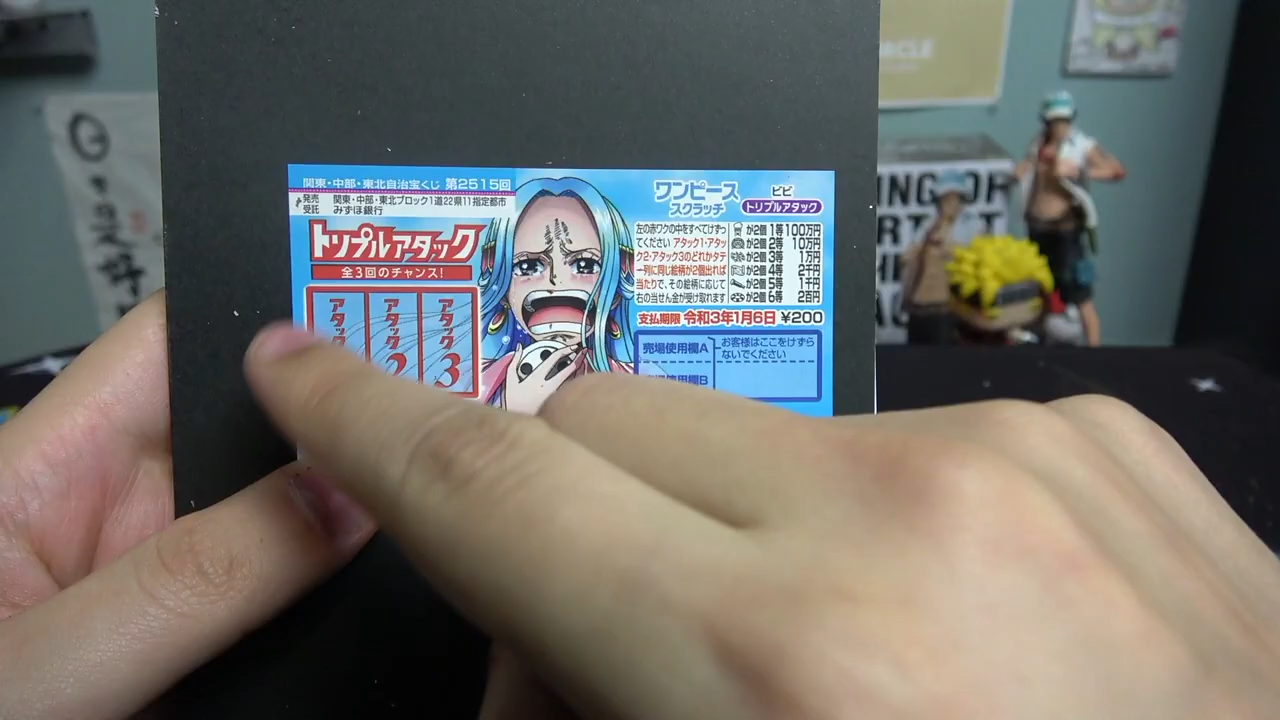 関東・中部・東北自治宝くじ 第2515回
発売 関東・中部・東北ブロック1道22県11指定都市
受託 みずほ銀行
トリプルアタック
全3回のチャンス!
アタック
アタック2
アタック3
ワンピース
スクラッチ
ビビ
トリプルアタック
左の赤ワクの中をすべてけずっ
てください アタック1・アタッ
ク2・アタック3のどれかタテ
一列に同じ絵柄が2個出れば
当たりで、その絵柄に応じて
右の当せん金が受け取れます
が2個 1等100万円
が2個 2等 10万円
が2個 3等 1万円
が2個 4等 2千円
が2個 5等 1千円
が2個 6等 2百円
支払期限 令和3年1月6日 ¥200
売場使用欄A
お客様はここをけずら
ないでください
使用欄B